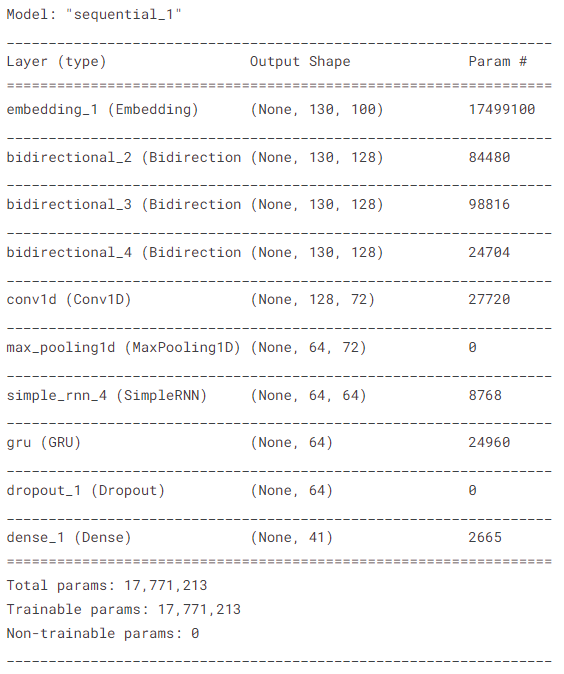 Model: "sequential_1"
_________________________________________________________________
Layer (type)                 Output Shape              Param #
=================================================================
embedding_1 (Embedding)      (None, 130, 100)          17499100
_________________________________________________________________
bidirectional_2 (Bidirection (None, 130, 128)          84480
_________________________________________________________________
bidirectional_3 (Bidirection (None, 130, 128)          98816
_________________________________________________________________
bidirectional_4 (Bidirection (None, 130, 128)          24704
_________________________________________________________________
conv1d (Conv1D)              (None, 128, 72)           27720
_________________________________________________________________
max_pooling1d (MaxPooling1D) (None, 64, 72)            0
_________________________________________________________________
simple_rnn_4 (SimpleRNN)     (None, 64, 64)            8768
_________________________________________________________________
gru (GRU)                    (None, 64)                24960
_________________________________________________________________
dropout_1 (Dropout)          (None, 64)                0
_________________________________________________________________
dense_1 (Dense)              (None, 41)                2665
=================================================================
Total params: 17,771,213
Trainable params: 17,771,213
Non-trainable params: 0
_________________________________________________________________